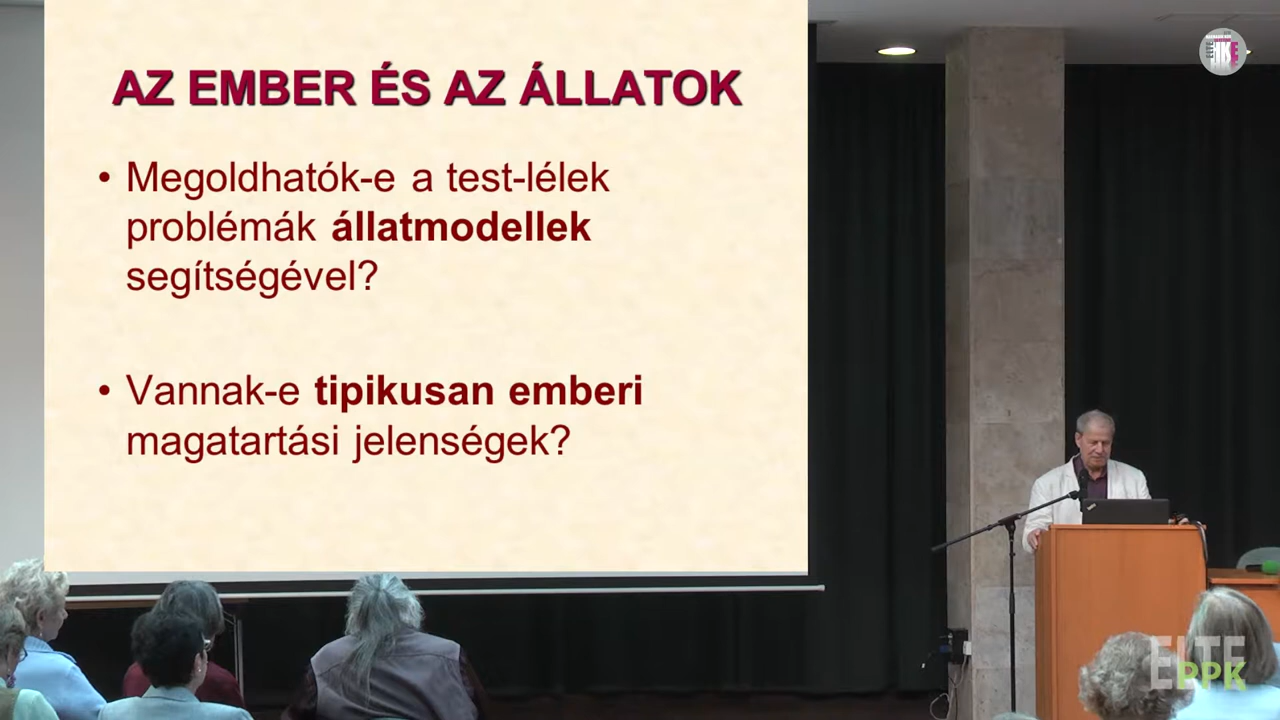 AZ EMBER ÉS AZ ÁLLATOK
• Megoldhatók-e a test-lélek
problémák állatmodellek
segítségével?
• Vannak-e tipikusan emberi
magatartási jelenségek?
ELTE
PPK